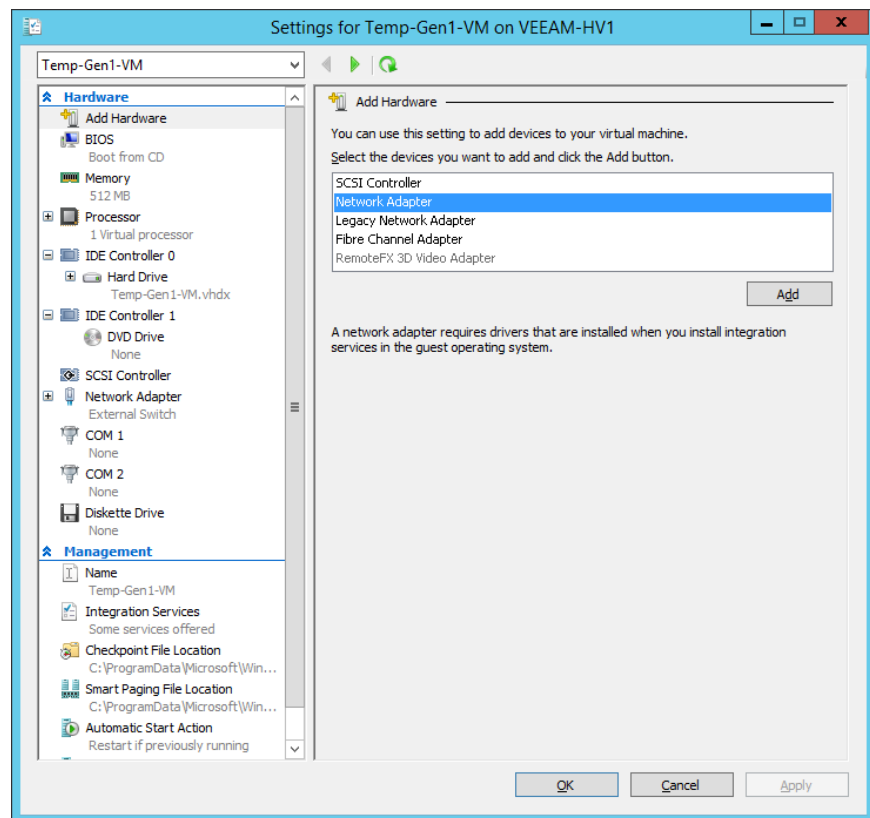 Settings for Temp-Gen1-VM on VEEAM-HV1
Temp-Gen1-VM
Hardware
Add Hardware
BIOS
Boot from CD
Memory
512 MB
Processor
1 Virtual processor
IDE Controller 0
Hard Drive
Temp-Gen1-VM.vhdx
IDE Controller 1
DVD Drive
None
SCSI Controller
Network Adapter
External Switch
COM 1
None
COM 2
None
Diskette Drive
None
Management
Name
Temp-Gen1-VM
Integration Services
Some services offered
Checkpoint File Location
C:\ProgramData\Microsoft\Win...
Smart Paging File Location
C:\ProgramData\Microsoft\Win...
Automatic Start Action
Restart if previously running
Add Hardware
You can use this setting to add devices to your virtual machine.
Select the devices you want to add and click the Add button.
SCSI Controller
Network Adapter
Legacy Network Adapter
Fibre Channel Adapter
RemoteFX 3D Video Adapter
Add
A network adapter requires drivers that are installed when you install integration
services in the guest operating system.
OK
Cancel
Apply